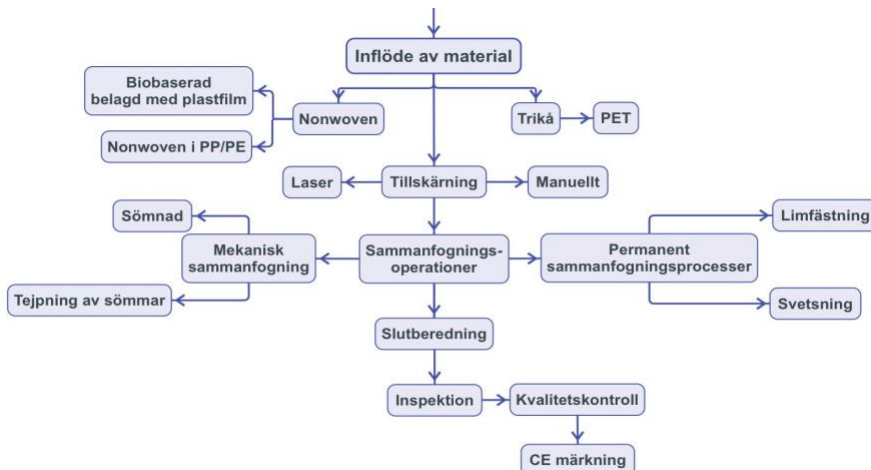 Inflöde av material
Biobaserad
belagd med plastfilm
Nonwoven
Trikå
PET
Nonwoven i PP/PE
Laser
Tillskärning
Manuellt
Sömnad
Limfästning
Mekanisk
sammanfogning
Sammanfognings-
operationer
Permanent
sammanfogningsprocesser
Tejpning av sömmar
Svetsning
Slutberedning
Inspektion
Kvalitetskontroll
CE märkning